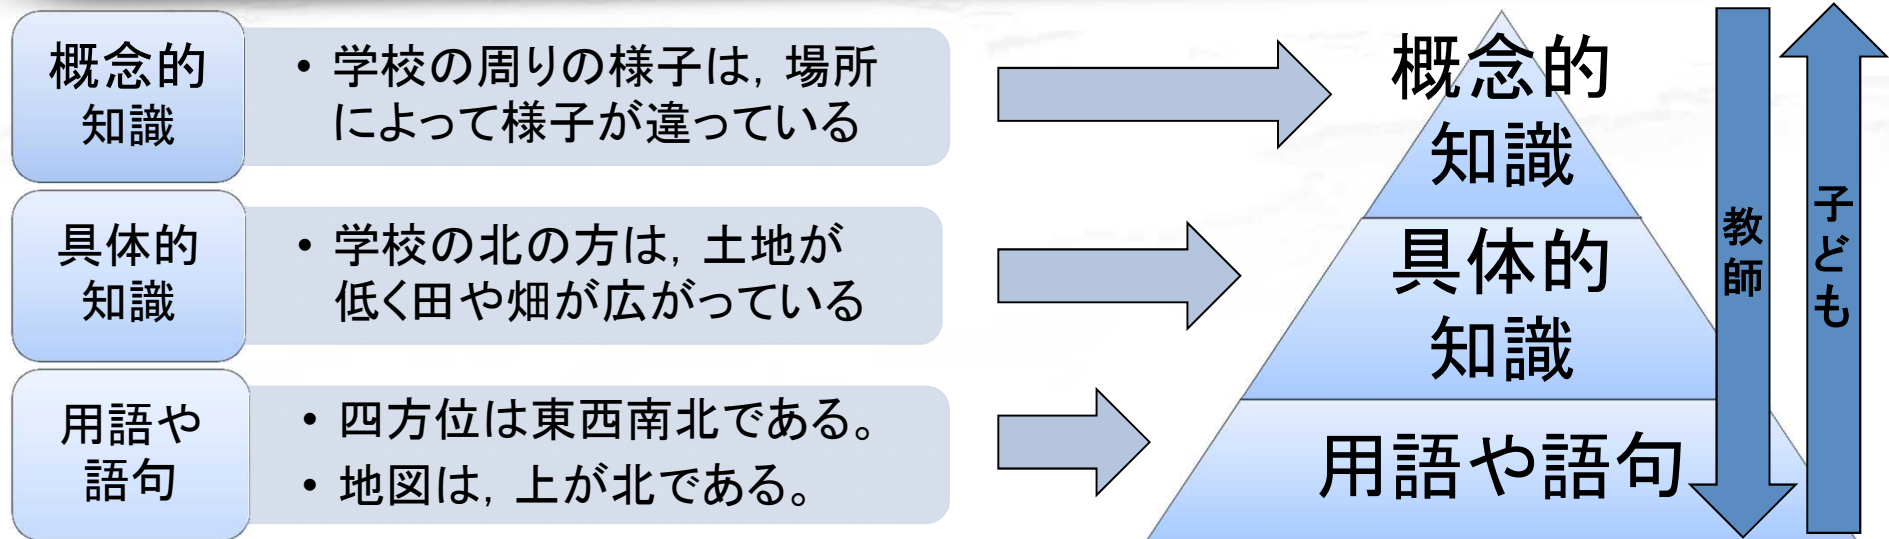 概念的
知識
• 学校の周りの様子は，場所
によって様子が違っている
具体的
知識
• 学校の北の方は，土地が
低く田や畑が広がっている
用語や
語句
• 四方位は東西南北である。
• 地図は，上が北である。
概念的
知識
具体的
知識
用語や語句
教師
子ども